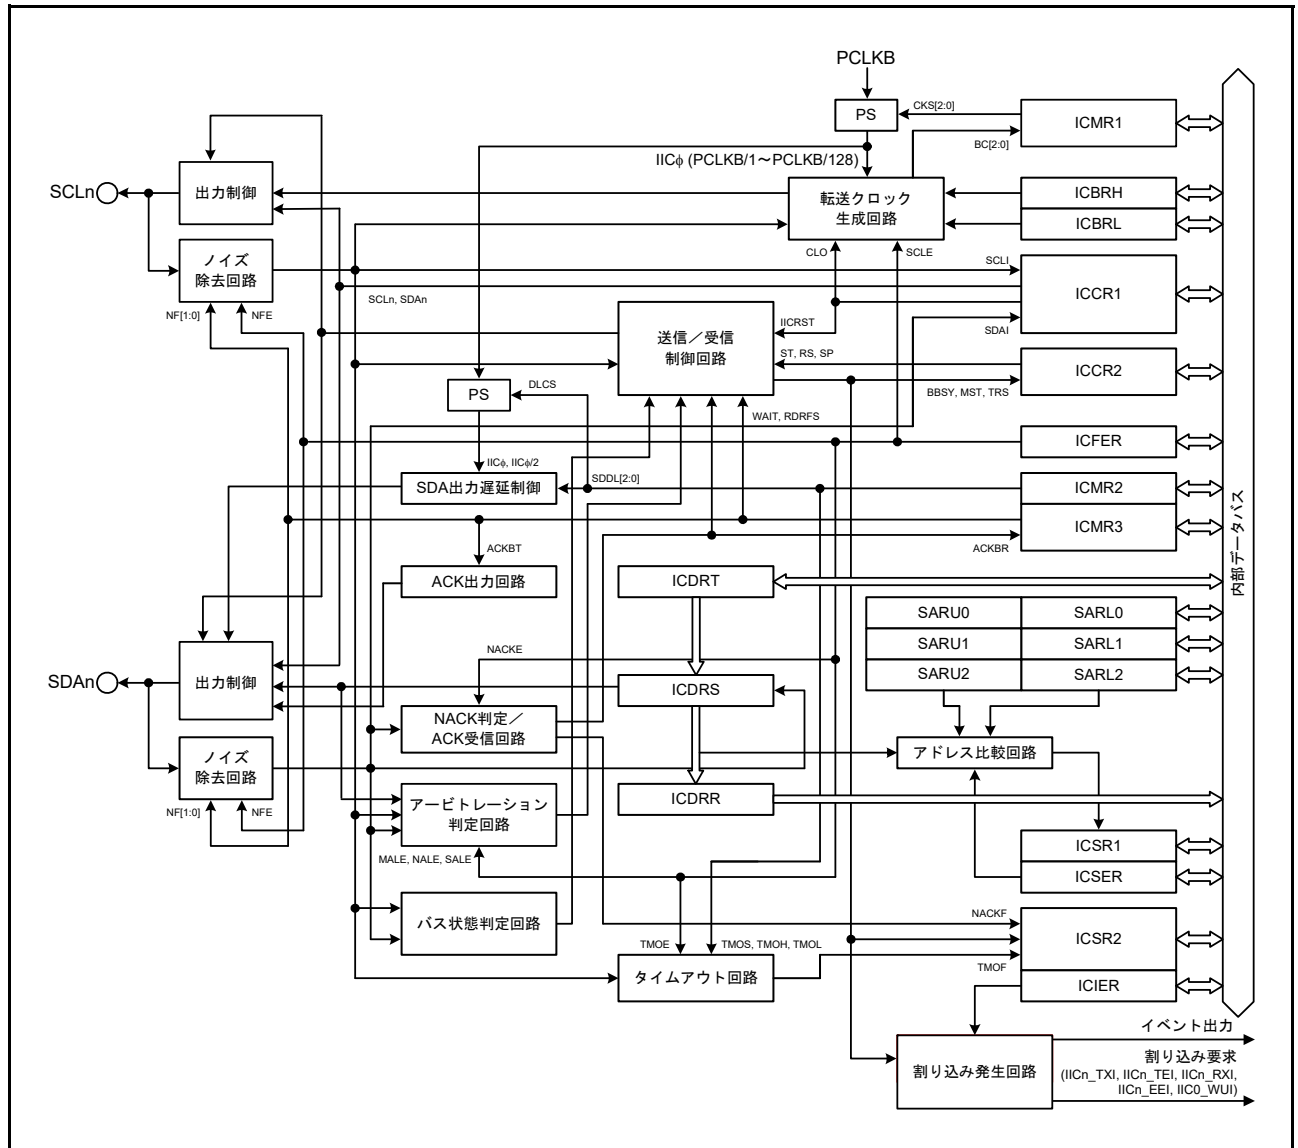 PCLKB
PS
CKS[2:0]
ICMR1
BC[2:0]
IICφ (PCLKB/1～PCLKB/128)
SCLn
出力制御
転送クロック
生成回路
ICBRH
ICBRL
ノイズ
除去回路
CLO
SCLE
SCLI
ICCR1
SCLn, SDAn
NF[1:0]
NFE
送信／受信
制御回路
IICRST
SDAI
ST, RS, SP
ICCR2
BBSY, MST, TRS
PS
DLCS
WAIT, RDRFS
ICFER
IICφ, IICφ/2
SDA出力遅延制御
SDDL[2:0]
ICMR2
ICMR3
ACKBT
ACKBR
ACK出力回路
ICDRT
内部データバス
SARU0
SARL0
SARU1
SARL1
SARU2
SARL2
NACKE
SDAn
出力制御
ICDRS
NACK判定／
ACK受信回路
アドレス比較回路
ノイズ
除去回路
NF[1:0]
NFE
アービトレーション
判定回路
ICDRR
MALE, NALE, SALE
ICSR1
ICSER
バス状態判定回路
NACKF
ICSR2
TMOE
TMOS, TMOH, TMOL
タイムアウト回路
TMOF
ICIER
イベント出力
割り込み発生回路
割り込み要求
(IICn_TXI, IICn_TEI, IICn_RXI,
IICn_EEI, IIC0_WUI)